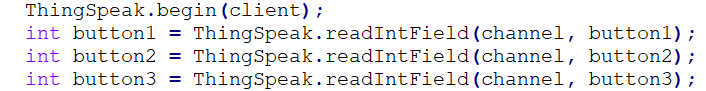 ThingSpeak.begin(client);
int button1 = ThingSpeak.readIntField(channel, button1);
int button2 = ThingSpeak.readIntField(channel, button2);
int button3 = ThingSpeak.readIntField(channel, button3);